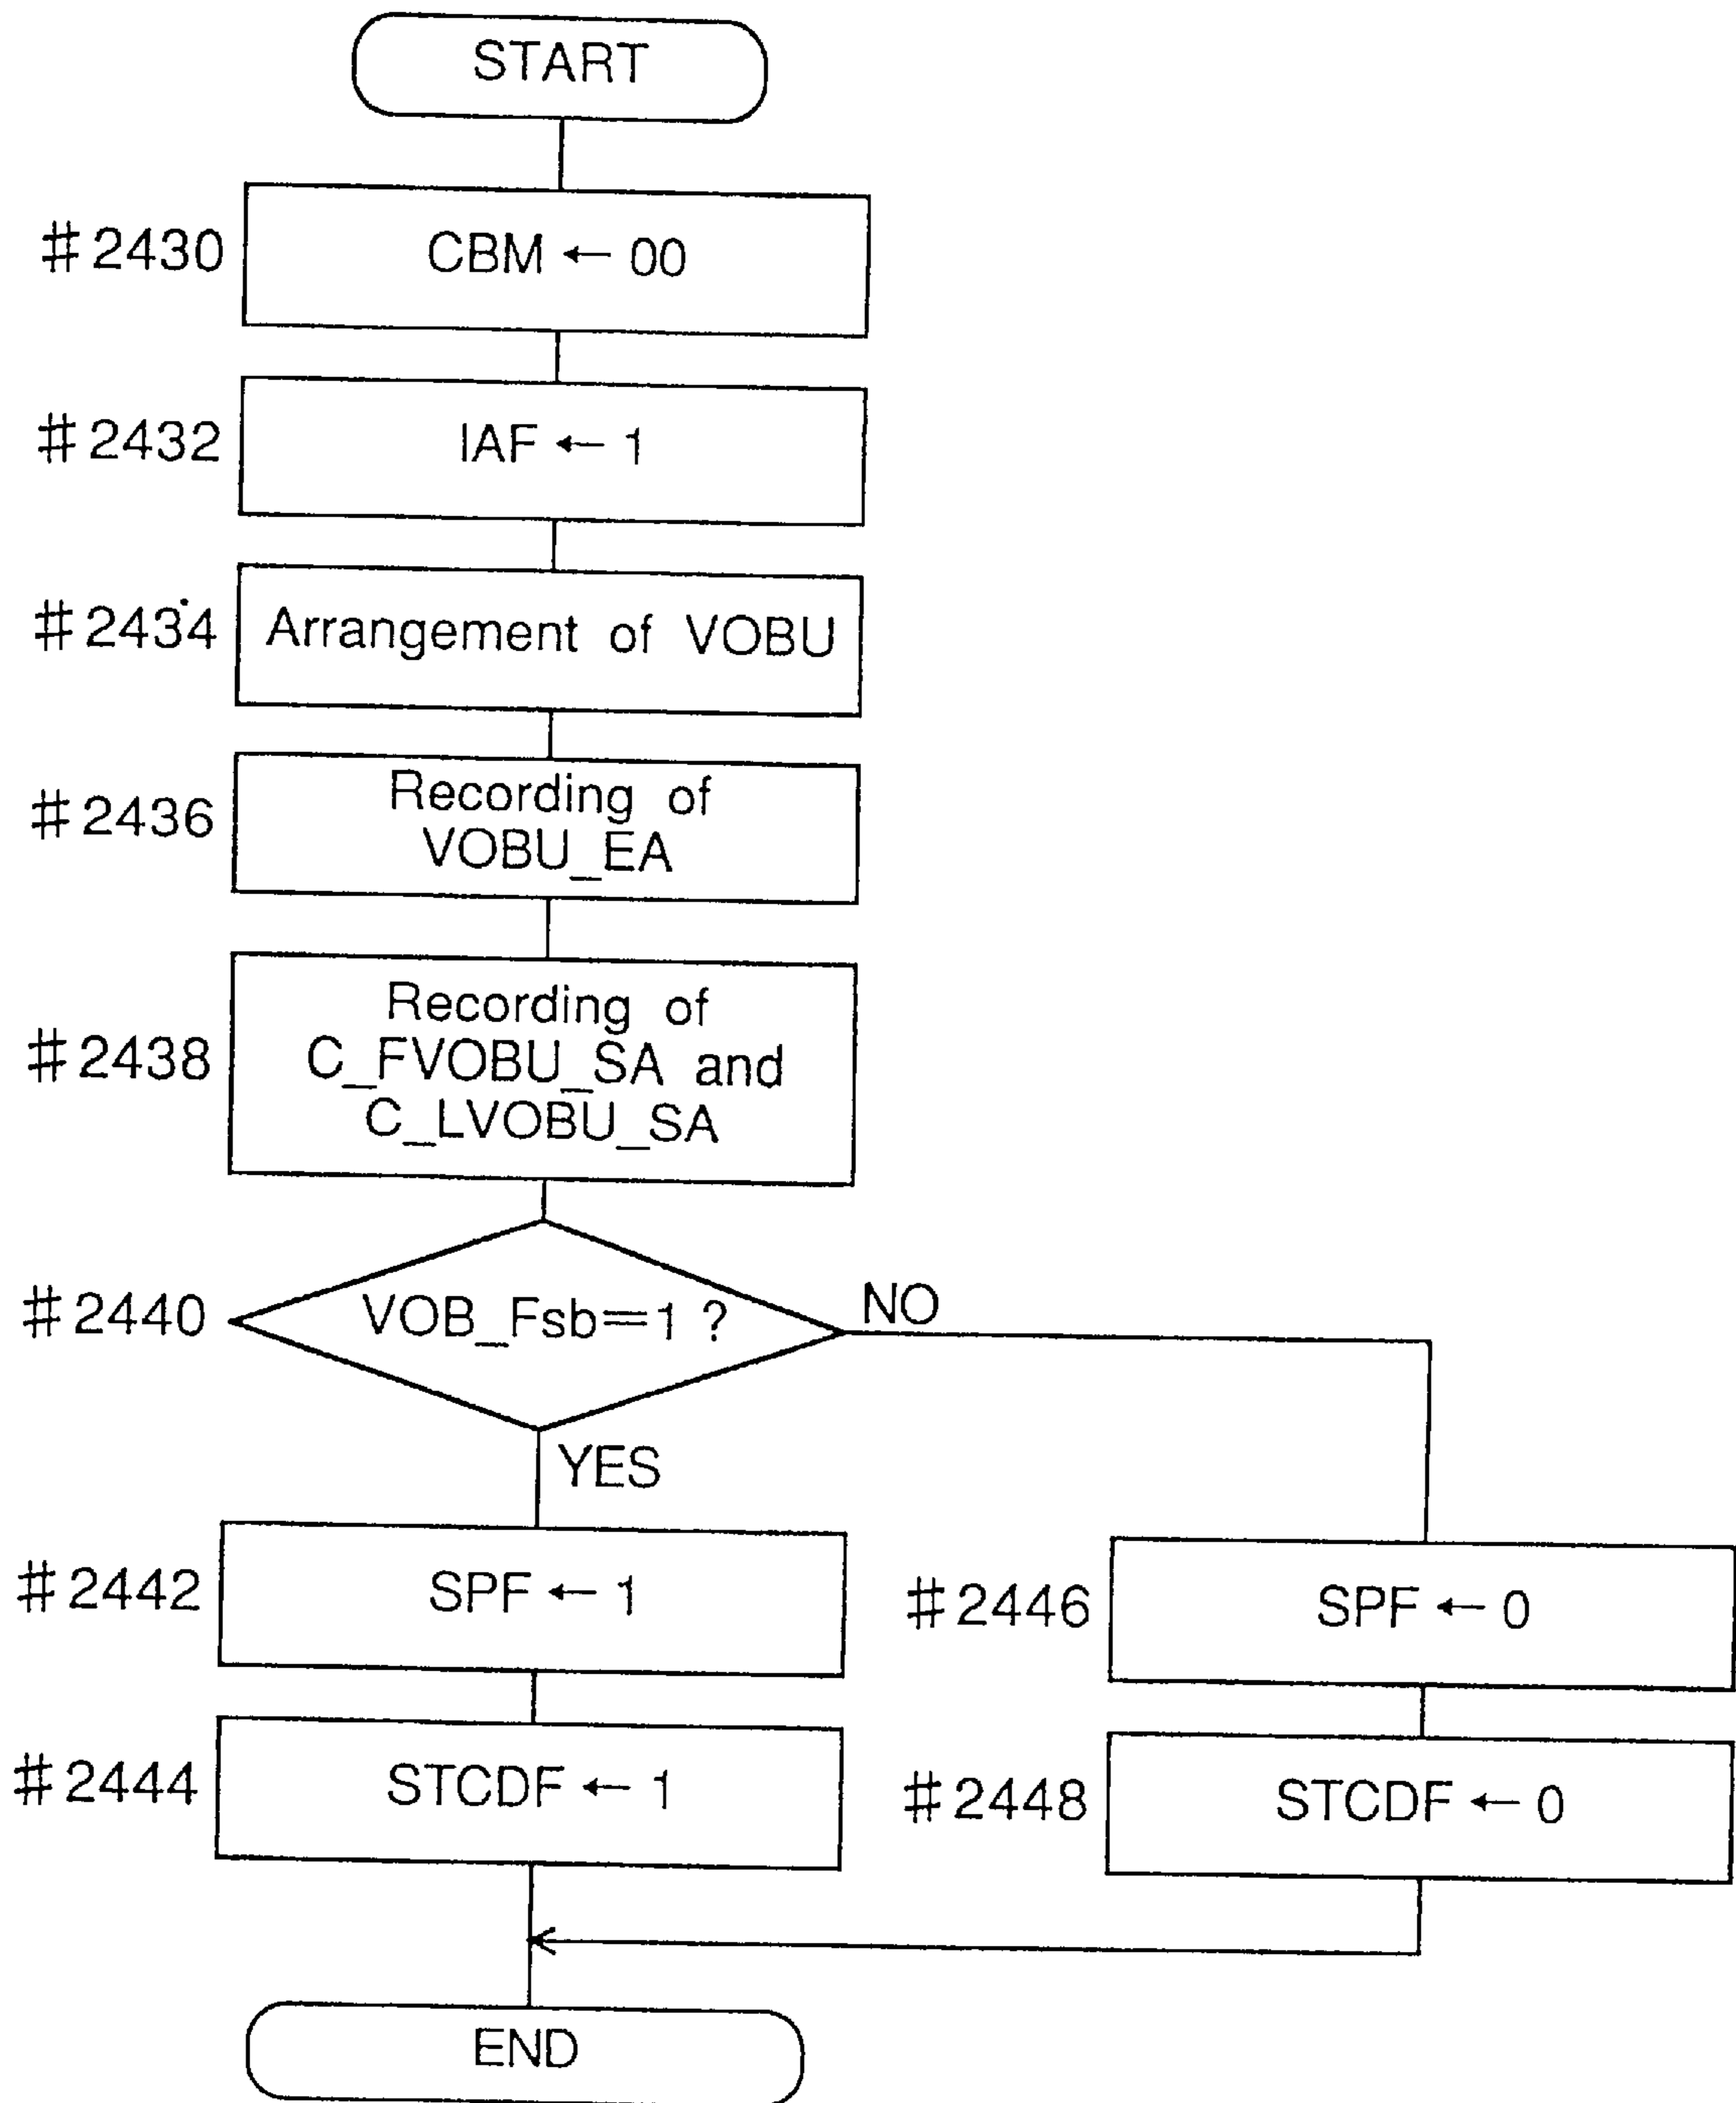 START
#2430
CBM ← 00
#2432
IAF ← 1
#2434
Arrangement of VOBU
#2436
Recording of
VOBU_EA
#2438
Recording of
C_FVOBU_SA and
C_LVOBU_SA
#2440
VOB_Fsb=1 ?
NO
YES
#2442
SPF ← 1
#2446
SPF ← 0
#2444
STCDF ← 1
#2448
STCDF ← 0
END